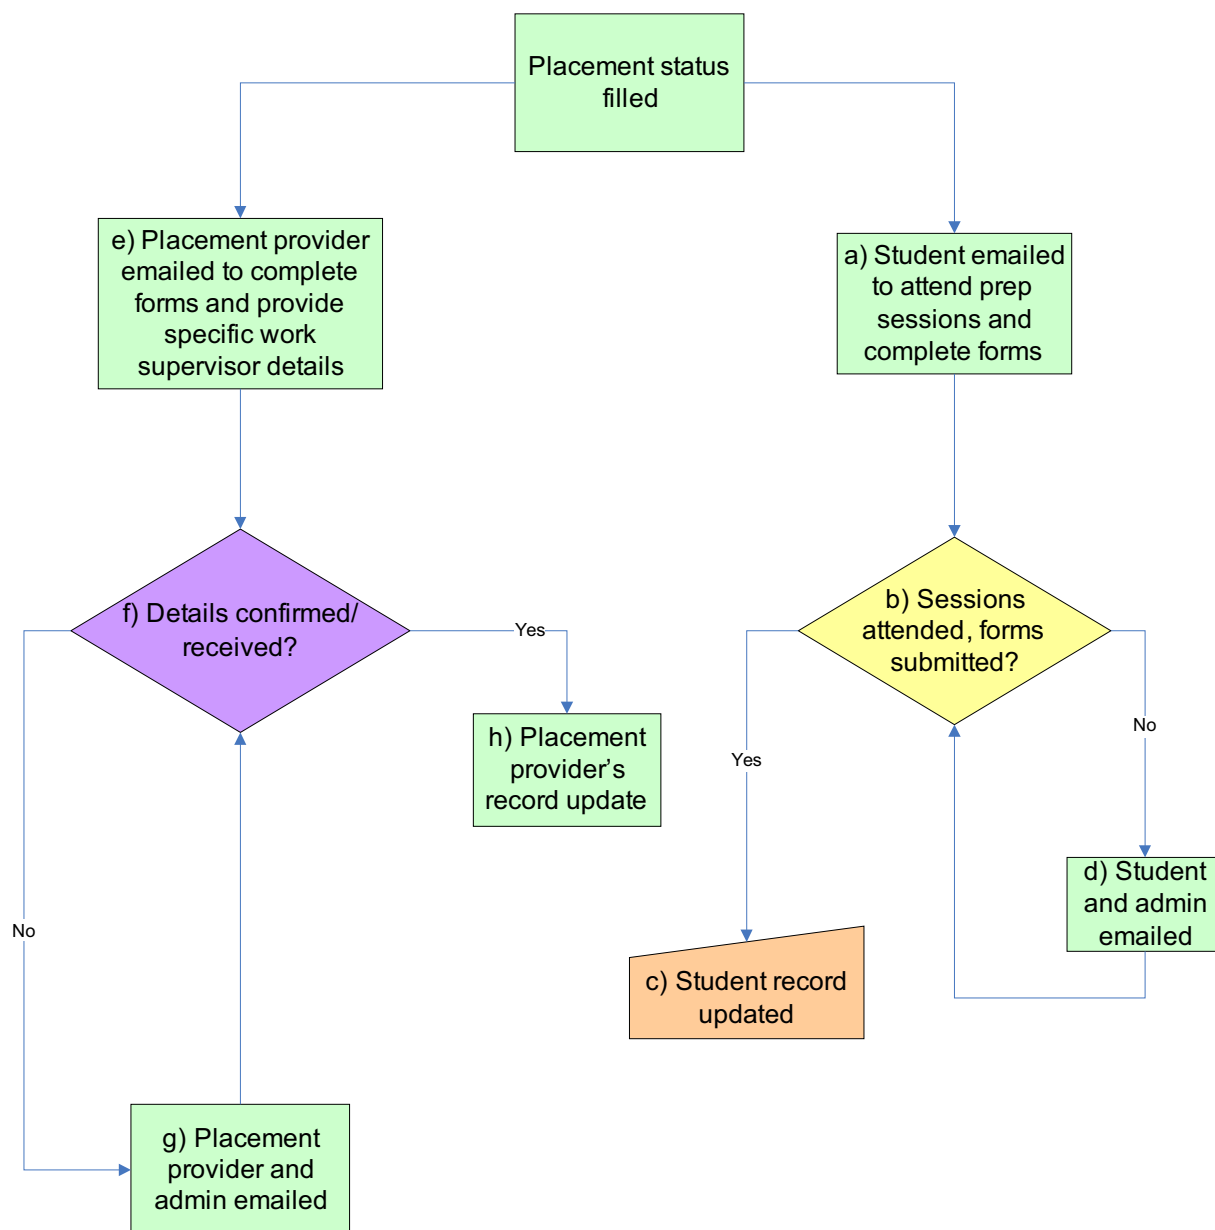 Placement status
filled
e) Placement provider
emailed to complete
forms and provide
specific work
supervisor details
a) Student emailed
to attend prep
sessions and
complete forms
f) Details confirmed/
received?
Yes
b) Sessions
attended, forms
submitted?
h) Placement
provider’s
record update
No
Yes
d) Student
and admin
emailed
No
c) Student record
updated
g) Placement
provider and
admin emailed